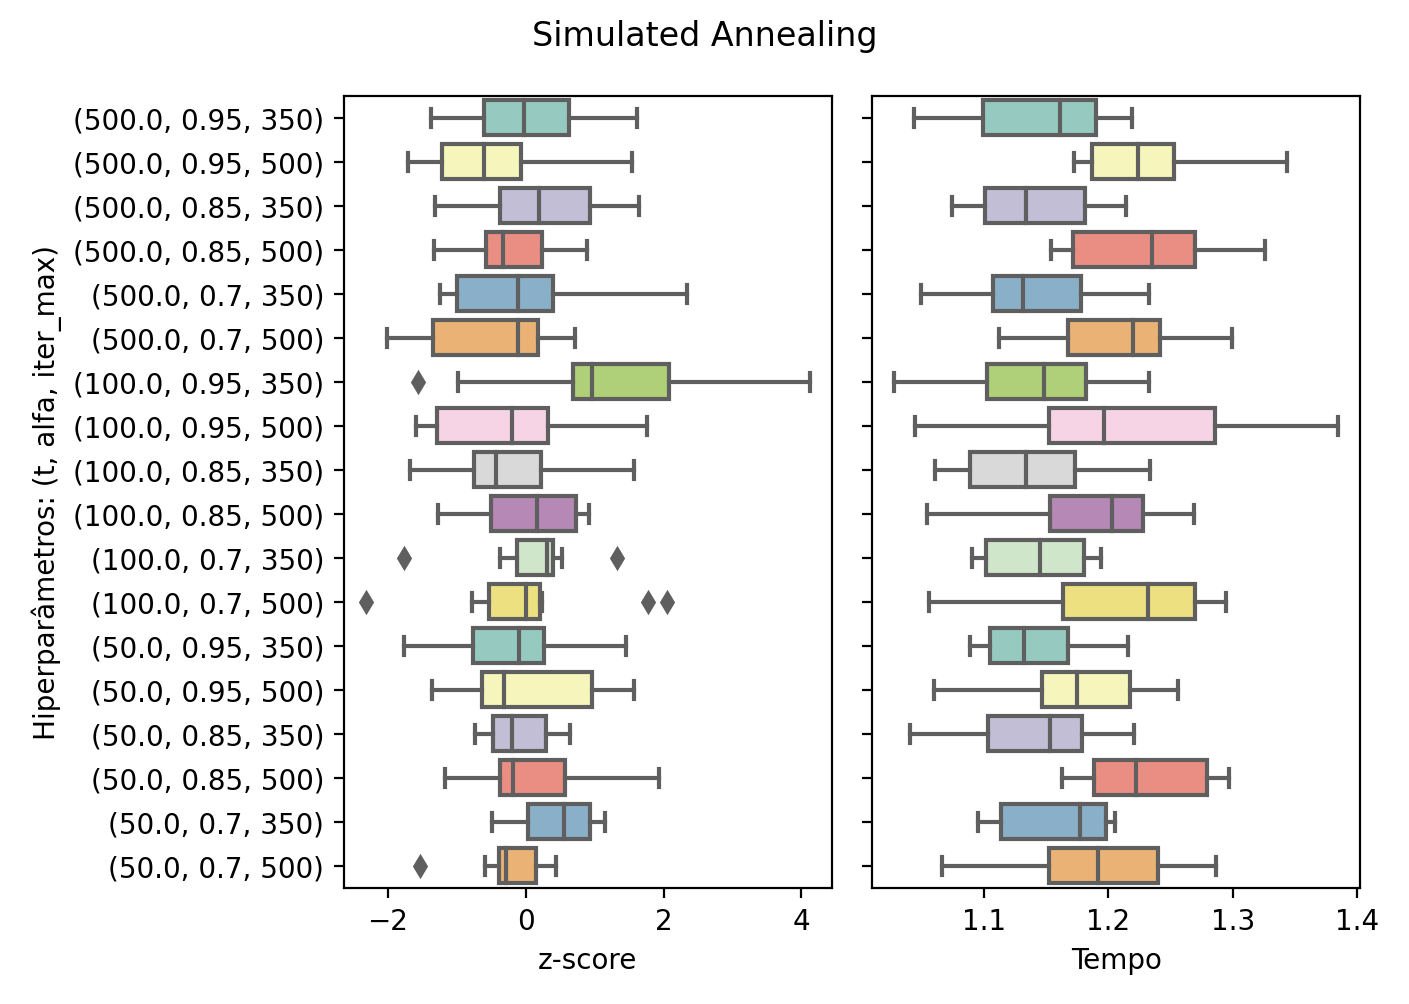 Simulated Annealing
Hiperparâmetros: (t, alfa, iter_max)
(500.0, 0.95, 350)
(500.0, 0.95, 500)
(500.0, 0.85, 350)
(500.0, 0.85, 500)
(500.0, 0.7, 350)
(500.0, 0.7, 500)
(100.0, 0.95, 350)
(100.0, 0.95, 500)
(100.0, 0.85, 350)
(100.0, 0.85, 500)
(100.0, 0.7, 350)
(100.0, 0.7, 500)
(50.0, 0.95, 350)
(50.0, 0.95, 500)
(50.0, 0.85, 350)
(50.0, 0.85, 500)
(50.0, 0.7, 350)
(50.0, 0.7, 500)
−2 0 2 4
z-score
1.1 1.2 1.3 1.4
Tempo